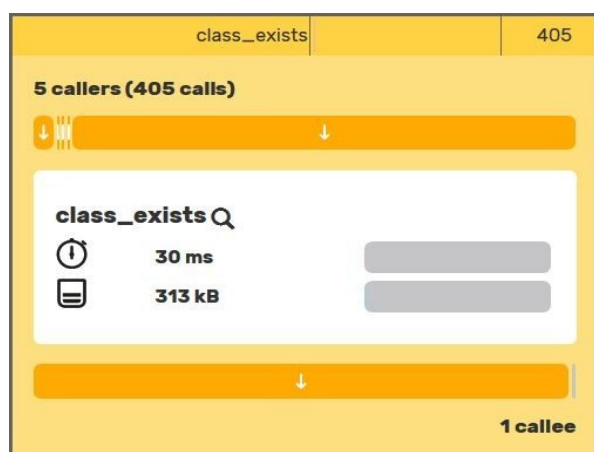 class_exists 405
5 callers (405 calls)
class_exists
30 ms
313 kB
1 callee